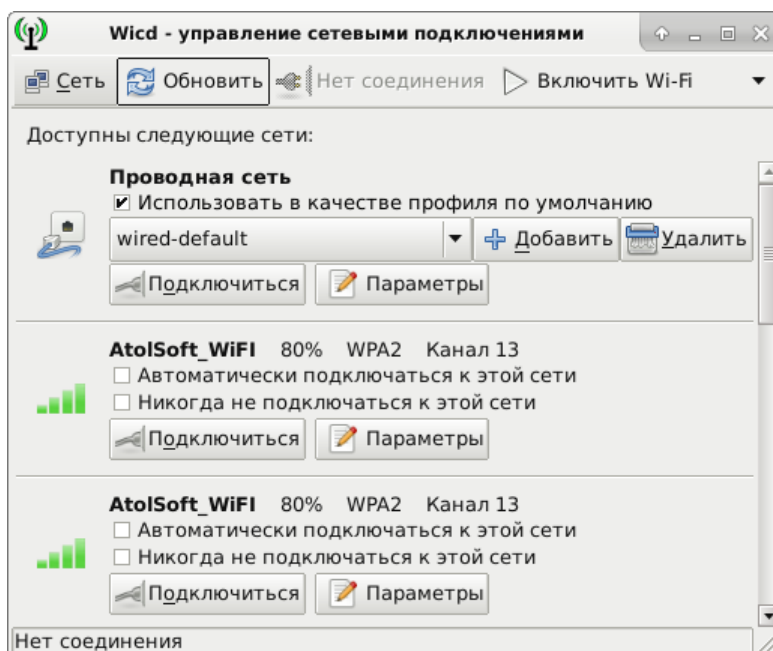 Wicd - управление сетевыми подключениями
Сеть Обновить Нет соединения Включить Wi-Fi
Доступны следующие сети:
Проводная сеть
Использовать в качестве профиля по умолчанию
wired-default Добавить Удалить
Подключиться Параметры
AtolSoft_WiFI 80% WPA2 Канал 13
Автоматически подключаться к этой сети
Никогда не подключаться к этой сети
Подключиться Параметры
AtolSoft_WiFI 80% WPA2 Канал 13
Автоматически подключаться к этой сети
Никогда не подключаться к этой сети
Подключиться Параметры
Нет соединения